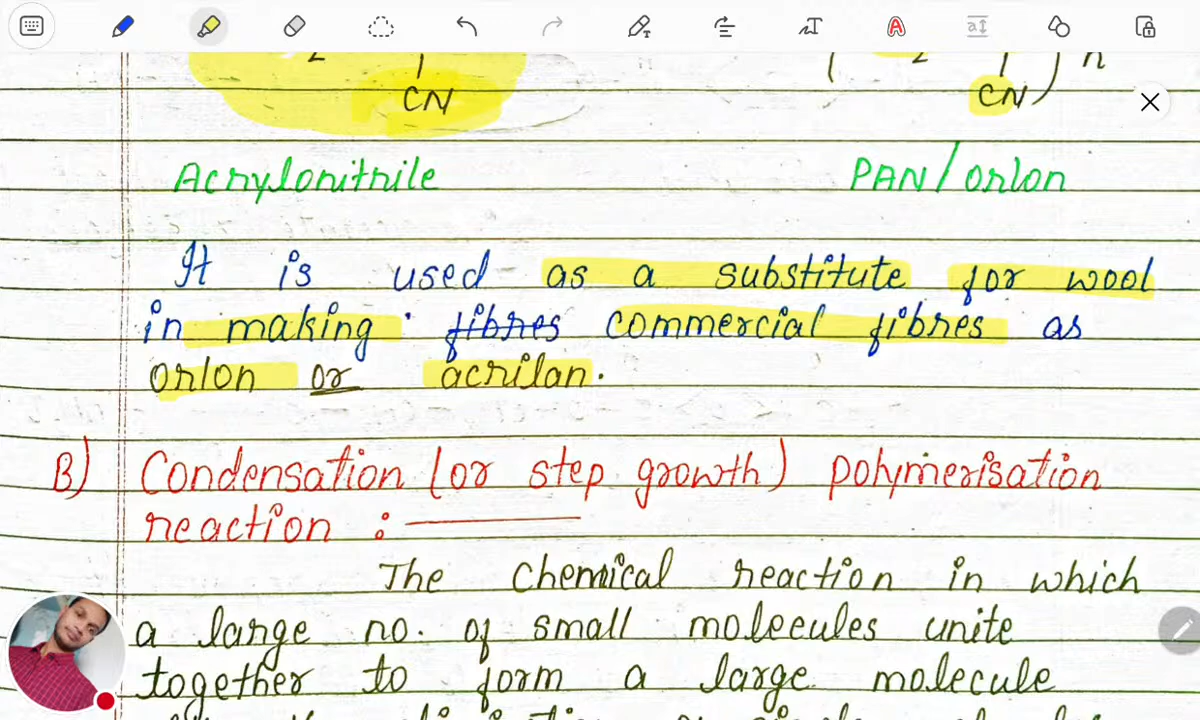 2 CN
( 2 CN ) n
Acrylonitrile PAN/orlon
It is used as a substitute for wool
in making fibres commercial fibres as
orlon or acrilan.
B) Condensation (or step growth) polymerisation
reaction :
The chemical reaction in which
a large no. of small molecules unite
together to form a large molecule